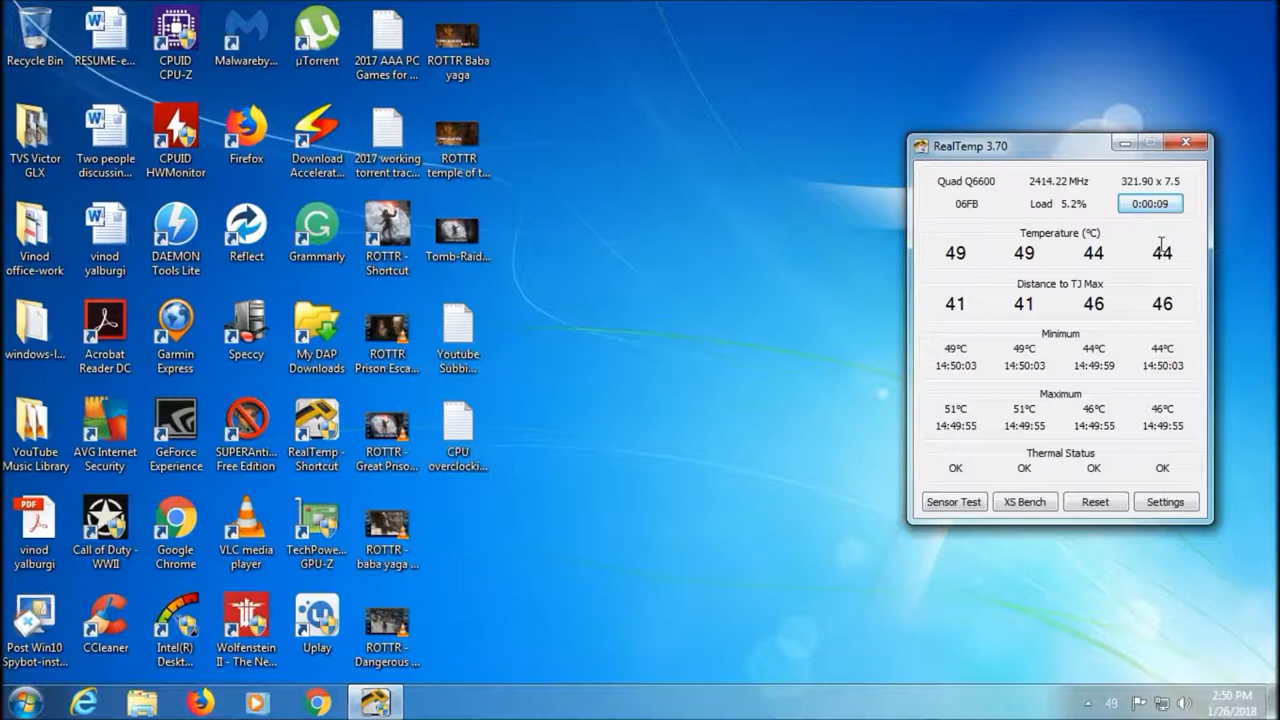 Recycle Bin
RESUME-e...
CPUID
CPU-Z
Malwareby...
µTorrent
2017 AAA PC
Games for ...
ROTTR Baba
yaga
TVS Victor
GLX
Two people
discussin...
CPUID
HWMonitor
Firefox
Download
Accelerat...
2017 working
torrent trac...
ROTTR
temple of t...
Vinod
office-work
vinod
yalburgi
DAEMON
Tools Lite
Reflect
Grammarly
ROTTR -
Shortcut
Tomb-Raid...
windows-l...
Acrobat
Reader DC
Garmin
Express
Speccy
My DAP
Downloads
ROTTR
Prison Esca...
Youtube
Subbi...
YouTube
Music Library
AVG Internet
Security
GeForce
Experience
SUPERAnti...
Free Edition
RealTemp -
Shortcut
ROTTR -
Great Priso...
CPU
overclocki...
PDF
vinod
yalburgi
Call of Duty -
WWII
Google
Chrome
VLC media
player
TechPowe...
GPU-Z
ROTTR -
baba yaga ...
Post Win10
Spybot-inst...
CCleaner
Intel(R)
Deskt...
Wolfenstein
II - The Ne...
Uplay
ROTTR -
Dangerous ...
RealTemp 3.70
Quad Q6600 2414.22 MHz 321.90 x 7.5
06FB Load 5.2% 0:00:09
Temperature (°C)
49 49 44 44
Distance to TJ Max
41 41 46 46
Minimum
49°C 49°C 44°C 44°C
14:50:03 14:50:03 14:49:59 14:50:03
Maximum
51°C 51°C 46°C 46°C
14:49:55 14:49:55 14:49:55 14:49:55
Thermal Status
OK OK OK OK
Sensor Test XS Bench Reset Settings
49
2:50 PM
1/26/2018